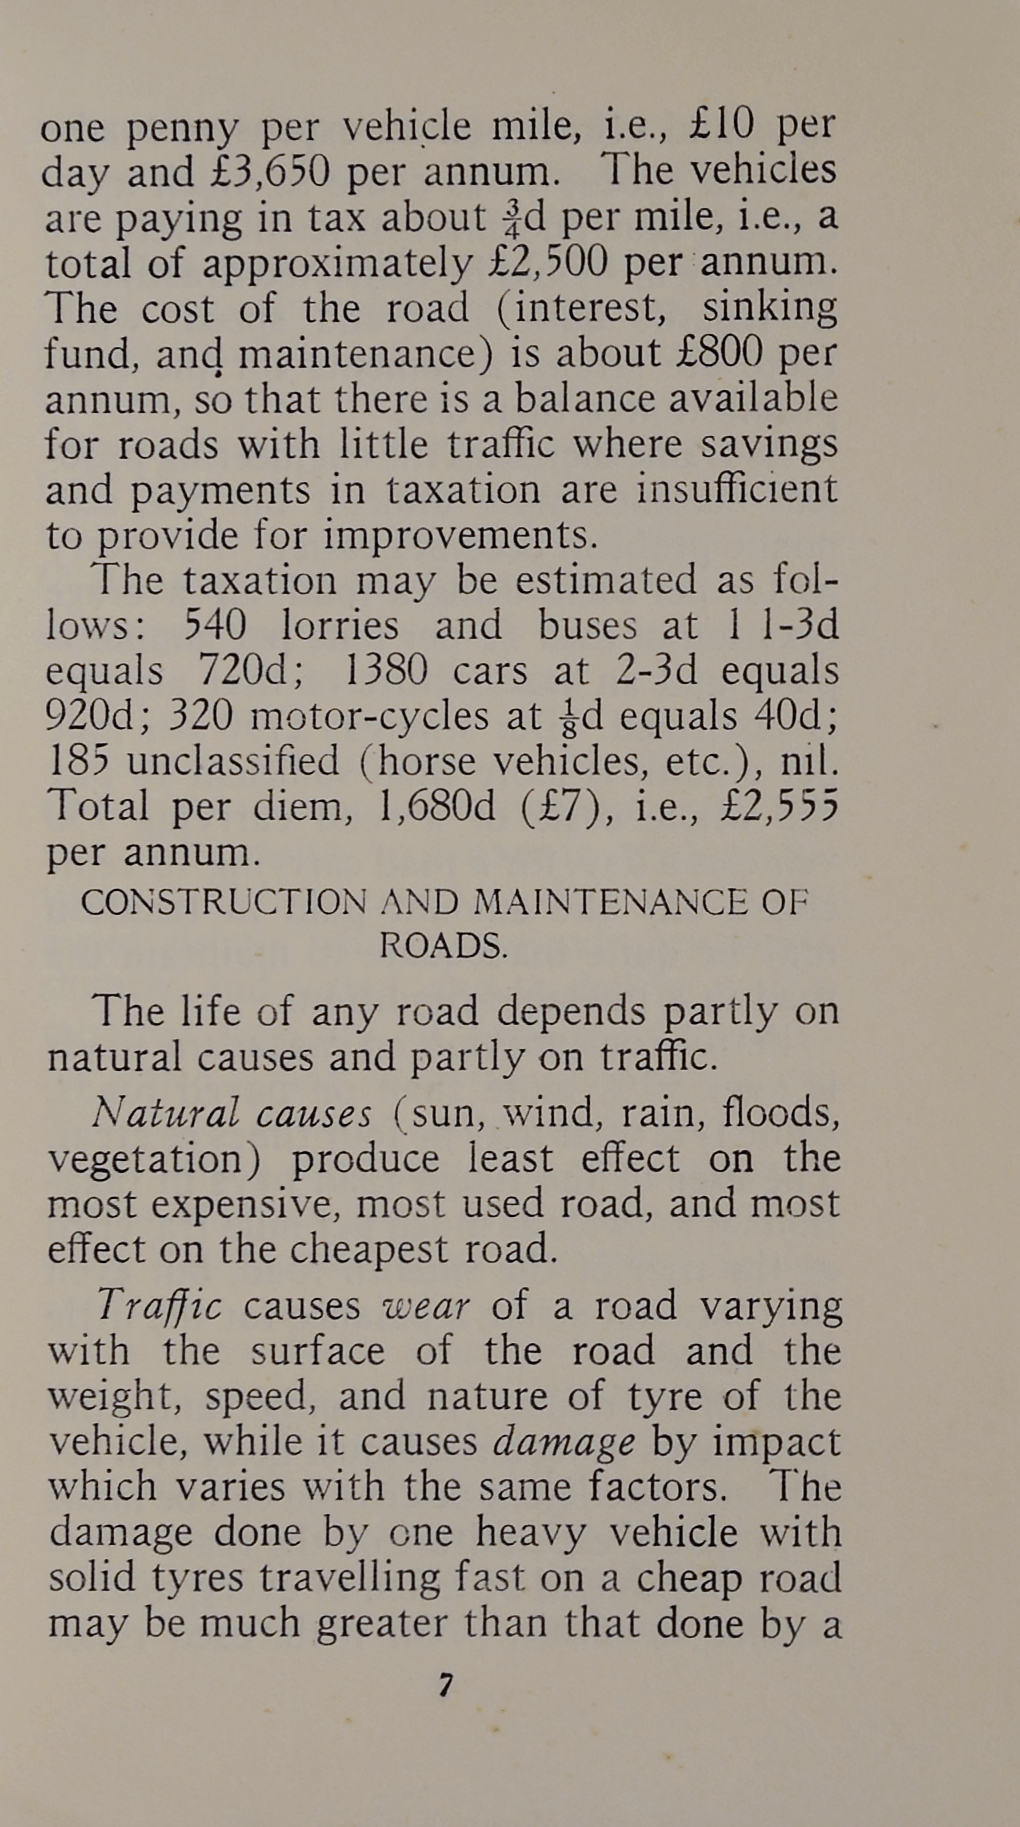 one penny per vehicle mile, i.e., £10 per
day and £3,650 per annum. The vehicles
are paying in tax about ¾d per mile, i.e., a
total of approximately £2,500 per annum.
The cost of the road (interest, sinking
fund, and maintenance) is about £800 per
annum, so that there is a balance available
for roads with little traffic where savings
and payments in taxation are insufficient
to provide for improvements.
The taxation may be estimated as fol-
lows: 540 lorries and buses at 1 1-3d
equals 720d; 1380 cars at 2-3d equals
920d; 320 motor-cycles at ⅛d equals 40d;
185 unclassified (horse vehicles, etc.), nil.
Total per diem, 1,680d (£7), i.e., £2,555
per annum.
CONSTRUCTION AND MAINTENANCE OF
ROADS.
The life of any road depends partly on
natural causes and partly on traffic.
Natural causes (sun, wind, rain, floods,
vegetation) produce least effect on the
most expensive, most used road, and most
effect on the cheapest road.
Traffic causes wear of a road varying
with the surface of the road and the
weight, speed, and nature of tyre of the
vehicle, while it causes damage by impact
which varies with the same factors. The
damage done by one heavy vehicle with
solid tyres travelling fast on a cheap road
may be much greater than that done by a
7